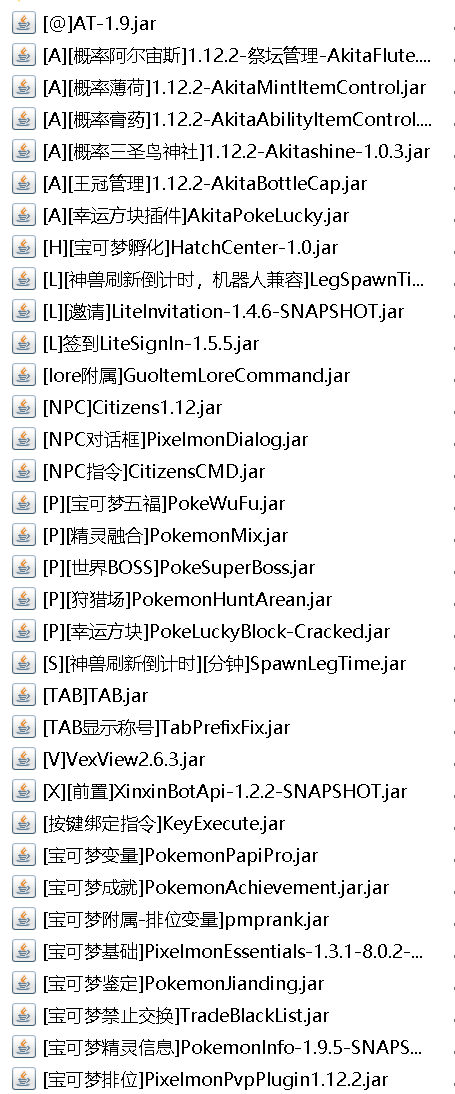 [@]AT-1.9.jar
[A][概率阿尔宙斯]1.12.2-祭坛管理-AkitaFlute....
[A][概率薄荷]1.12.2-AkitaMintItemControl.jar
[A][概率膏药]1.12.2-AkitaAbilityItemControl....
[A][概率三圣鸟神社]1.12.2-Akitashine-1.0.3.jar
[A][王冠管理]1.12.2-AkitaBottleCap.jar
[A][幸运方块插件]AkitaPokeLucky.jar
[H][宝可梦孵化]HatchCenter-1.0.jar
[L][神兽刷新倒计时，机器人兼容]LegSpawnTi...
[L][邀请]LiteInvitation-1.4.6-SNAPSHOT.jar
[L]签到LiteSignIn-1.5.5.jar
[lore附属]GuoItemLoreCommand.jar
[NPC]Citizens1.12.jar
[NPC对话框]PixelmonDialog.jar
[NPC指令]CitizensCMD.jar
[P][宝可梦五福]PokeWuFu.jar
[P][精灵融合]PokemonMix.jar
[P][世界BOSS]PokeSuperBoss.jar
[P][狩猎场]PokemonHuntArean.jar
[P][幸运方块]PokeLuckyBlock-Cracked.jar
[S][神兽刷新倒计时][分钟]SpawnLegTime.jar
[TAB]TAB.jar
[TAB显示称号]TabPrefixFix.jar
[V]VexView2.6.3.jar
[X][前置]XinxinBotApi-1.2.2-SNAPSHOT.jar
[按键绑定指令]KeyExecute.jar
[宝可梦变量]PokemonPapiPro.jar
[宝可梦成就]PokemonAchievement.jar.jar
[宝可梦附属-排位变量]pmprank.jar
[宝可梦基础]PixelmonEssentials-1.3.1-8.0.2-...
[宝可梦鉴定]PokemonJianding.jar
[宝可梦禁止交换]TradeBlackList.jar
[宝可梦精灵信息]PokemonInfo-1.9.5-SNAPS...
[宝可梦排位]PixelmonPvpPlugin1.12.2.jar